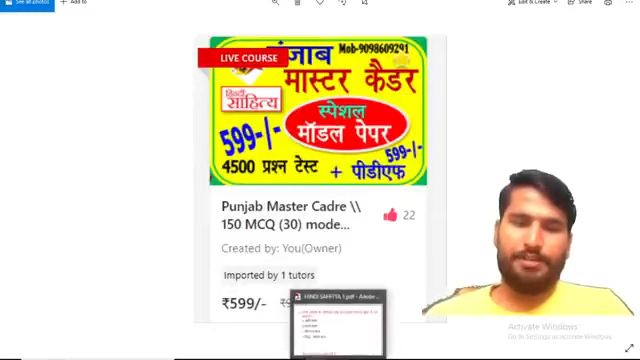 See all photos
+ Add to
Edit & Create
Share
LIVE COURSE
पंजाब
Mob-9098609291
मास्टर कैडर
हिन्दी
साहित्य
स्पेशल
मॉडल पेपर
599-/-
599-/-
4500 प्रश्न टेस्ट + पीडीएफ
Punjab Master Cadre \\
150 MCQ (30) mode...
22
Created by: You(Owner)
Imported by 1 tutors
₹599/-
HINDI SAHITYA 1.pdf - Adobe ...
Activate Windows
Go to Settings to activate Windows.